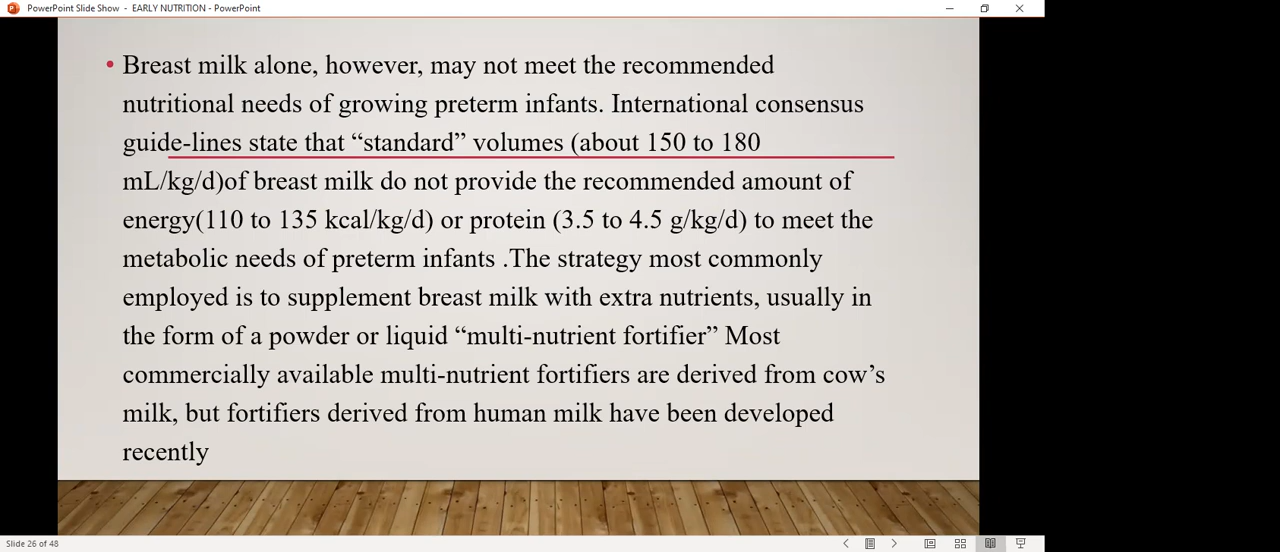 PowerPoint Slide Show - EARLY NUTRITION - PowerPoint
• Breast milk alone, however, may not meet the recommended
nutritional needs of growing preterm infants. International consensus
guide-lines state that “standard” volumes (about 150 to 180
mL/kg/d)of breast milk do not provide the recommended amount of
energy(110 to 135 kcal/kg/d) or protein (3.5 to 4.5 g/kg/d) to meet the
metabolic needs of preterm infants .The strategy most commonly
employed is to supplement breast milk with extra nutrients, usually in
the form of a powder or liquid “multi-nutrient fortifier” Most
commercially available multi-nutrient fortifiers are derived from cow’s
milk, but fortifiers derived from human milk have been developed
recently
Slide 26 of 48